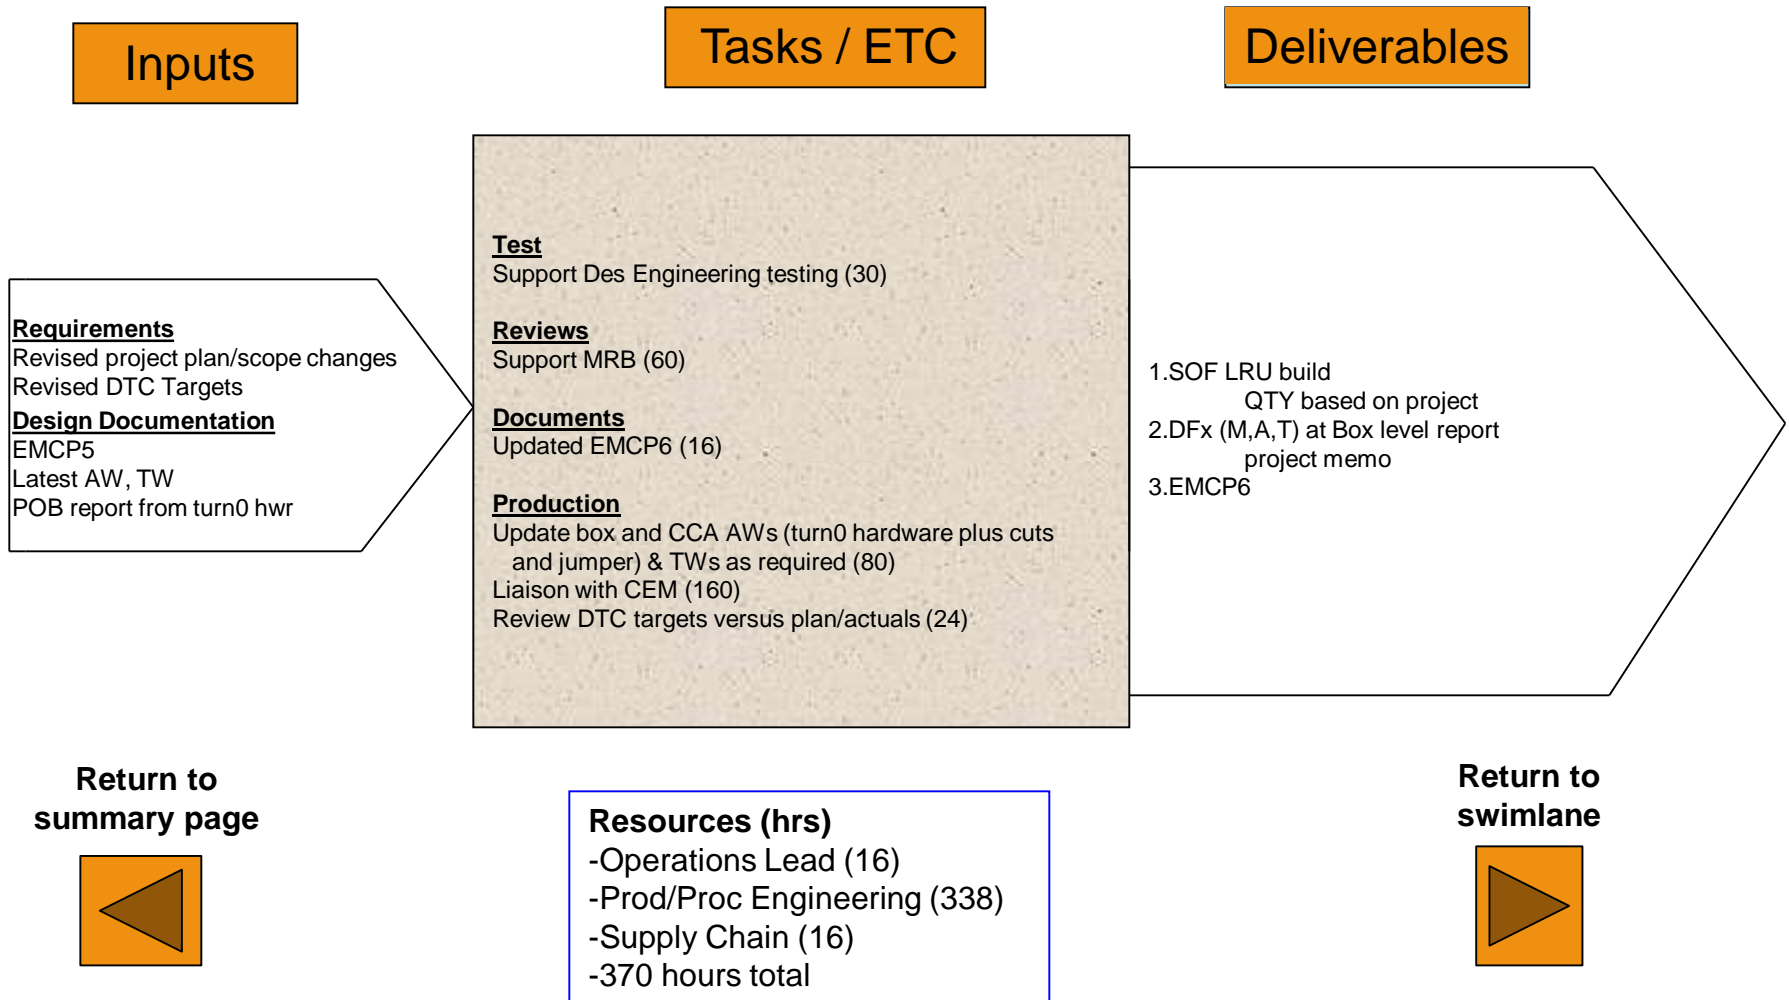 Inputs
Tasks / ETC
Deliverables
Requirements
Revised project plan/scope changes
Revised DTC Targets
Design Documentation
EMCP5
Latest AW, TW
POB report from turn0 hwr
Test
Support Des Engineering testing (30)
Reviews
Support MRB (60)
Documents
Updated EMCP6 (16)
Production
Update box and CCA AWs (turn0 hardware plus cuts
and jumper) & TWs as required (80)
Liaison with CEM (160)
Review DTC targets versus plan/actuals (24)
1.SOF LRU build
QTY based on project
2.DFx (M,A,T) at Box level report
project memo
3.EMCP6
Return to
summary page
Resources (hrs)
-Operations Lead (16)
-Prod/Proc Engineering (338)
-Supply Chain (16)
-370 hours total
Return to
swimlane